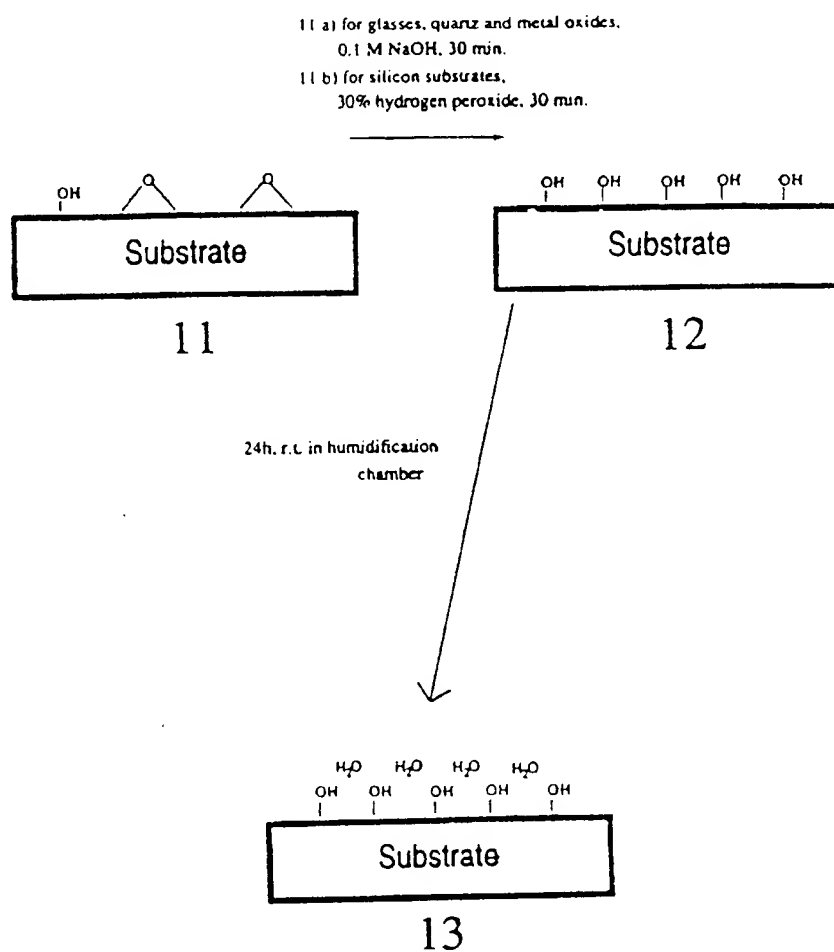 11 a) for glasses, quartz and metal oxides,
0.1 M NaOH, 30 min.
11 b) for silicon substrates,
30% hydrogen peroxide, 30 min.
OH O O
Substrate
11
OH OH OH OH OH
Substrate
12
24h, r.t. in humidification
chamber
H2O H2O H2O H2O
OH OH OH OH OH
Substrate
13